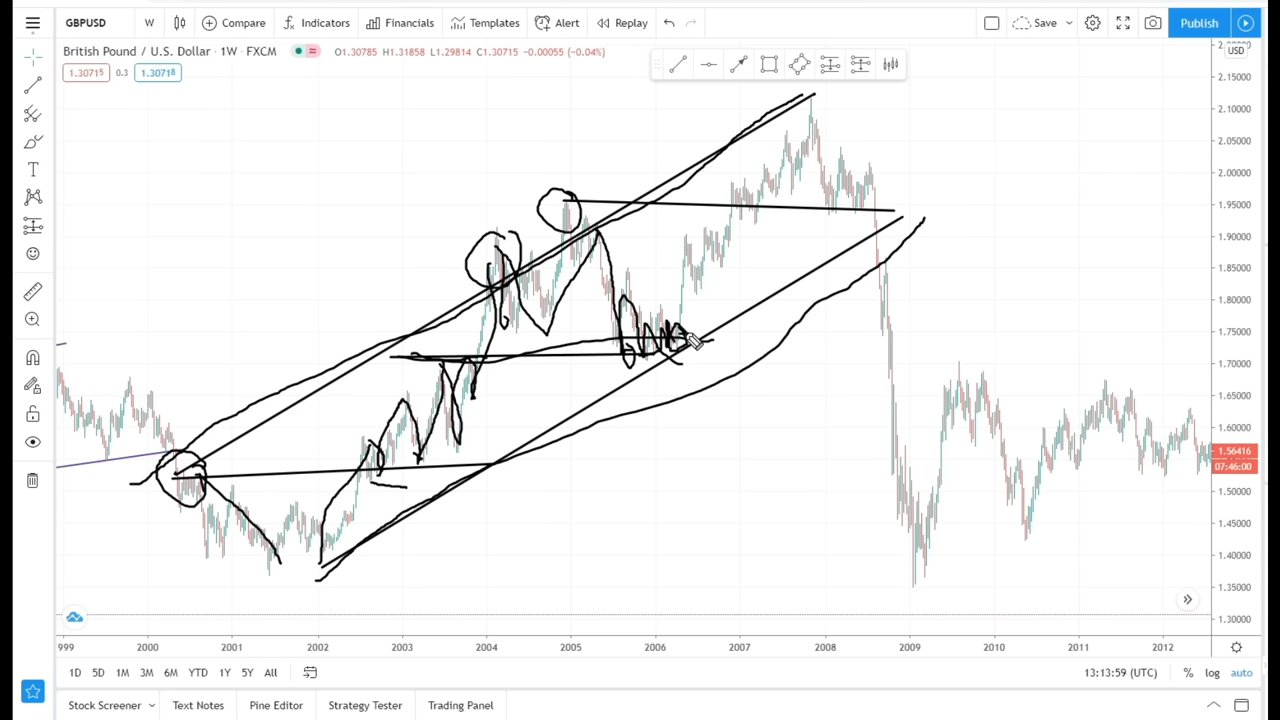 GBPUSD W Compare Indicators Financials Templates Alert Replay Save Publish
British Pound / U.S. Dollar · 1W · FXCM O1.30785 H1.31858 L1.29814 C1.30715 -0.00055 (-0.04%)
1.30715 0.3 1.30718
USD
2.15000
2.10000
2.05000
2.00000
1.95000
1.90000
1.85000
1.80000
1.75000
1.70000
1.65000
1.60000
1.56416
07:46:00
1.50000
1.45000
1.40000
1.35000
1.30000
999 2000 2001 2002 2003 2004 2005 2006 2007 2008 2009 2010 2011 2012
1D 5D 1M 3M 6M YTD 1Y 5Y All 13:13:59 (UTC) % log auto
Stock Screener Text Notes Pine Editor Strategy Tester Trading Panel